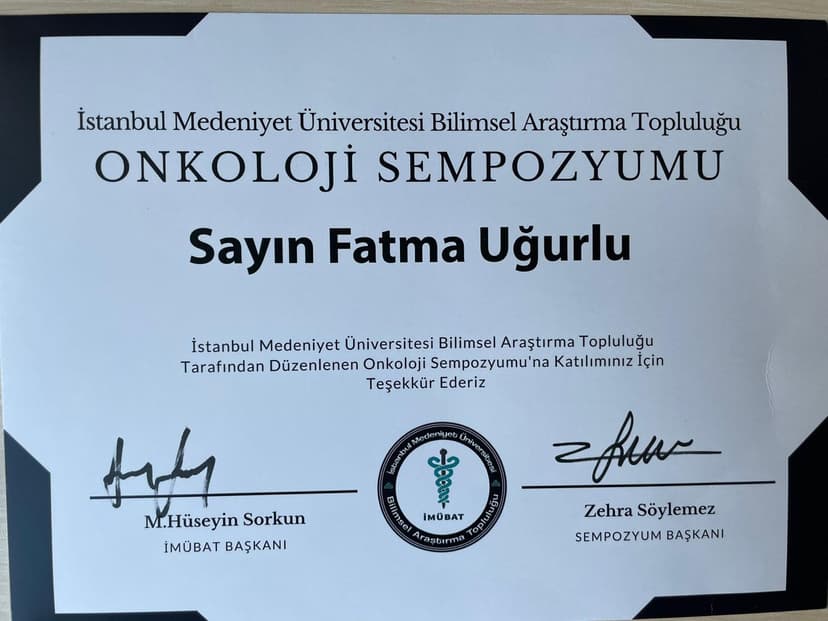 İstanbul Medeniyet Üniversitesi Bilimsel Araştırma Topluluğu
ONKOLOJİ SEMPOZYUMU
Sayın Fatma Uğurlu
İstanbul Medeniyet Üniversitesi Bilimsel Araştırma Topluluğu
Tarafından Düzenlenen Onkoloji Sempozyumu'na Katılımınız İçin
Teşekkür Ederiz
M.Hüseyin Sorkun
İMÜBAT BAŞKANI
İstanbul Medeniyet Üniversitesi
İMÜBAT
Bilimsel Araştırma Topluluğu
Zehra Söylemez
SEMPOZYUM BAŞKANI